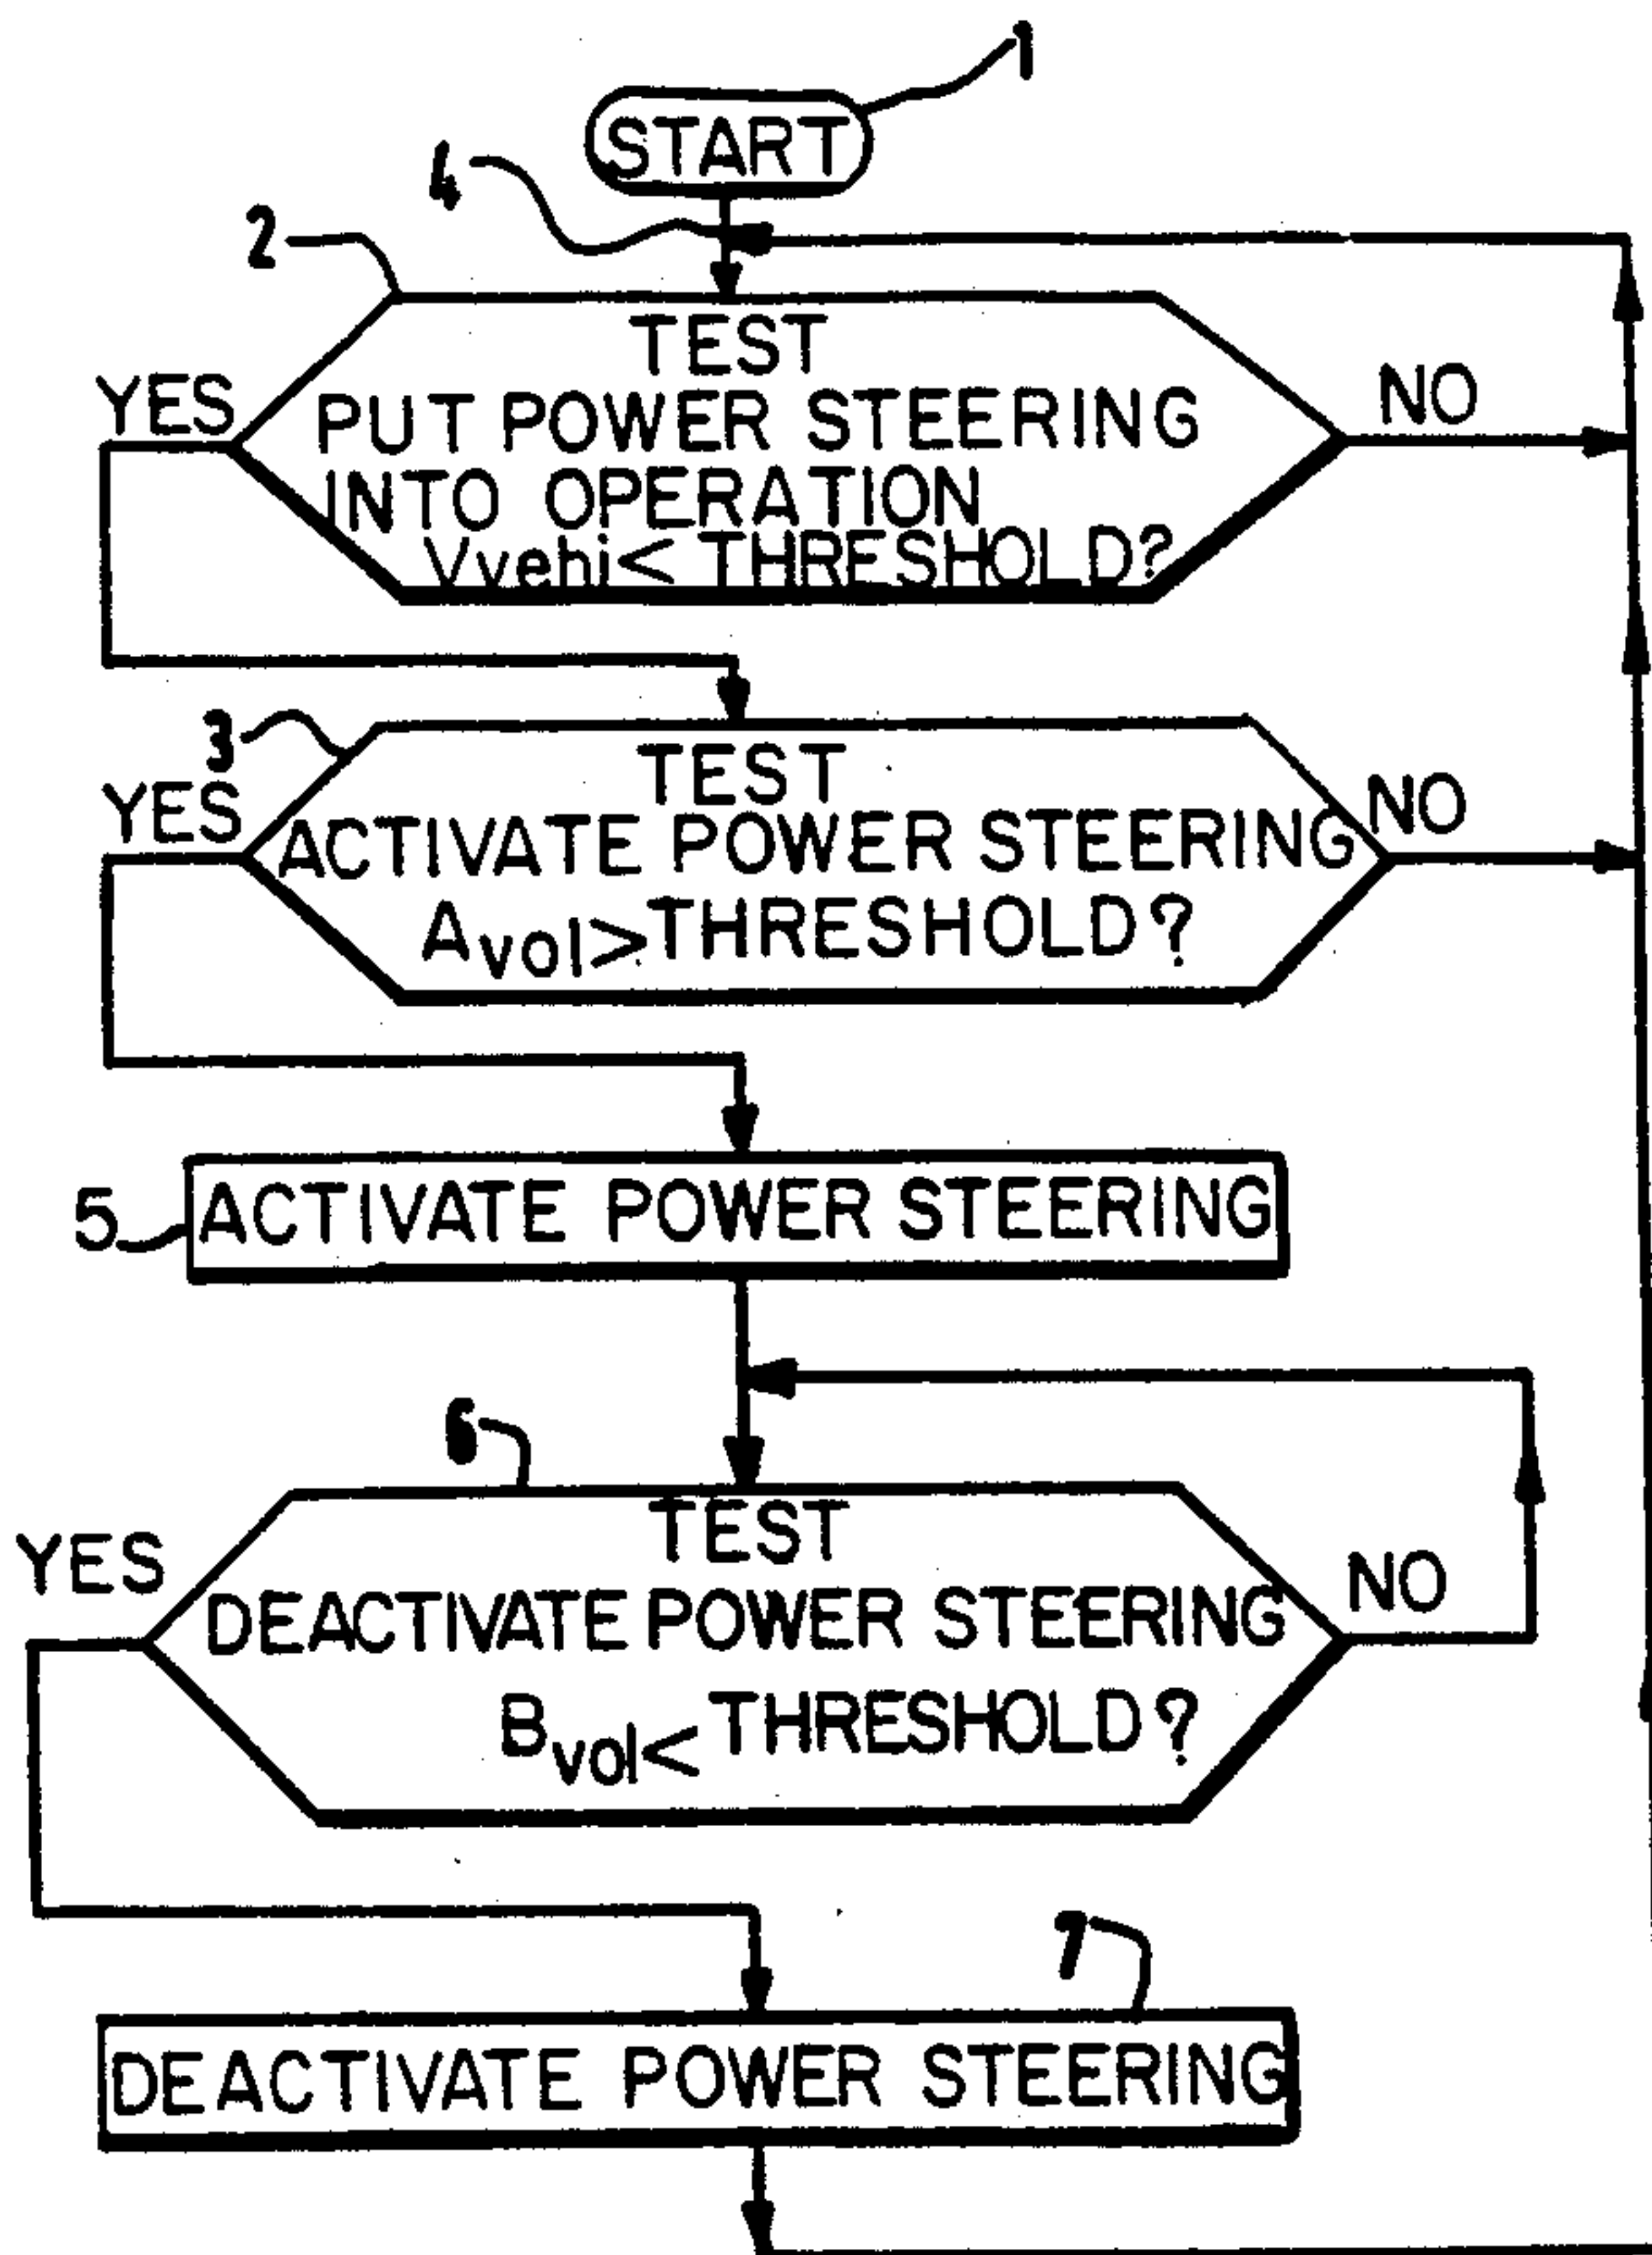 1
START
4
2
TEST
YES
NO
PUT POWER STEERING
INTO OPERATION
Vvehi< THRESHOLD?
3
TEST
YES
NO
ACTIVATE POWER STEERING
Avol> THRESHOLD?
5
ACTIVATE POWER STEERING
6
TEST
YES
NO
DEACTIVATE POWER STEERING
Bvol< THRESHOLD?
7
DEACTIVATE POWER STEERING